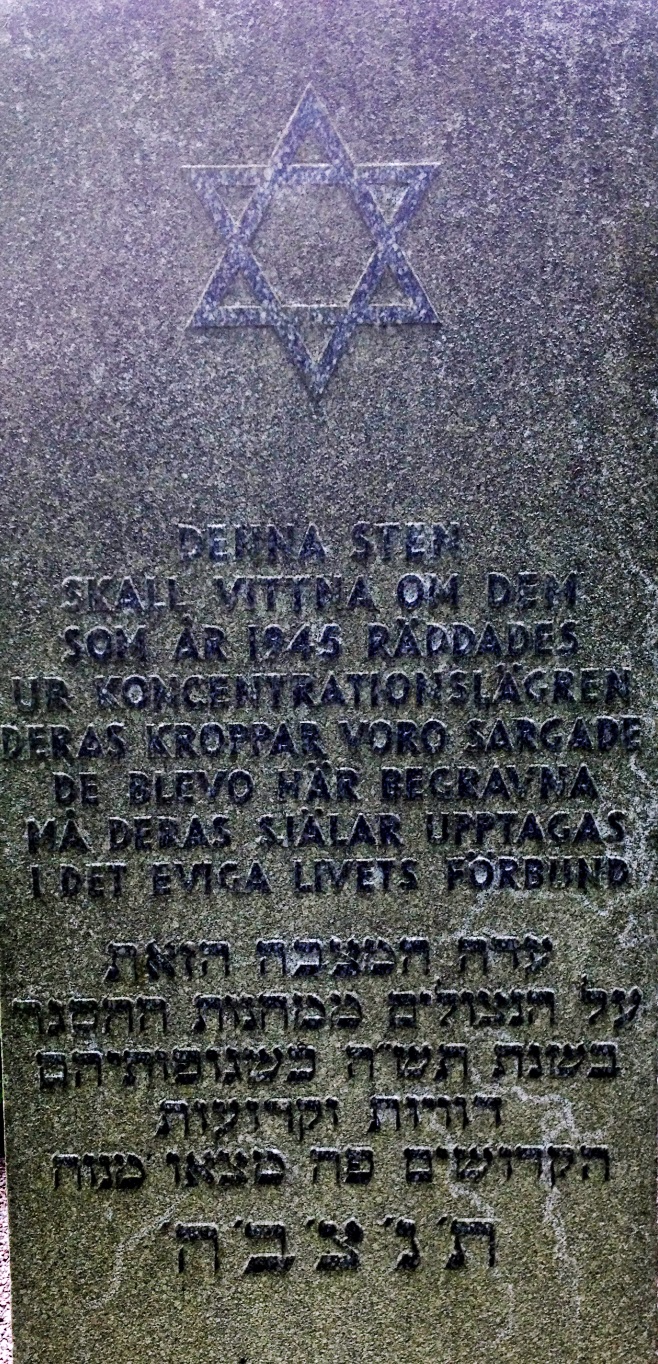 DENNA STEN
SKALL VITTNA OM DEM
SOM ÅR 1945 RÄDDADES
UR KONCENTRATIONSLÄGREN
DERAS KROPPAR VORO SARGADE
DE BLEVO HÄR BEGRAVNA
MÅ DERAS SJÄLAR UPPTAGAS
I DET EVIGA LIVETS FÖRBUND
עדה המצבה הזאת
על הנצולים ממחנות ההסגר
בשנת תש"ה כשגופותיהם
דוויות וקרועות
הקדושים פה מצאו מנוח
ת'נ'צ'ב'ה'